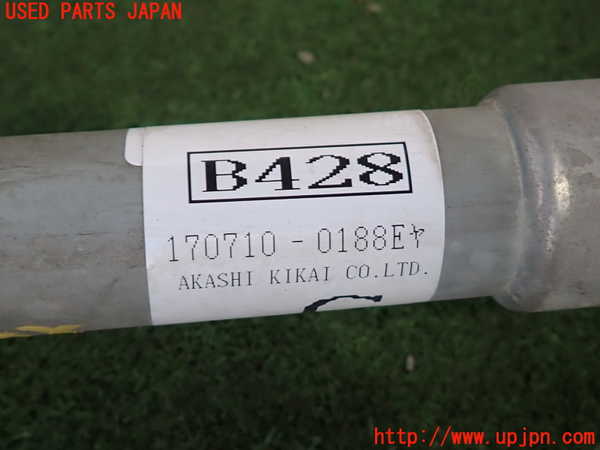 USED PARTS JAPAN
B428
170710-0188Eヤ
AKASHI KIKAI CO.LTD.
http://www.upjpn.com